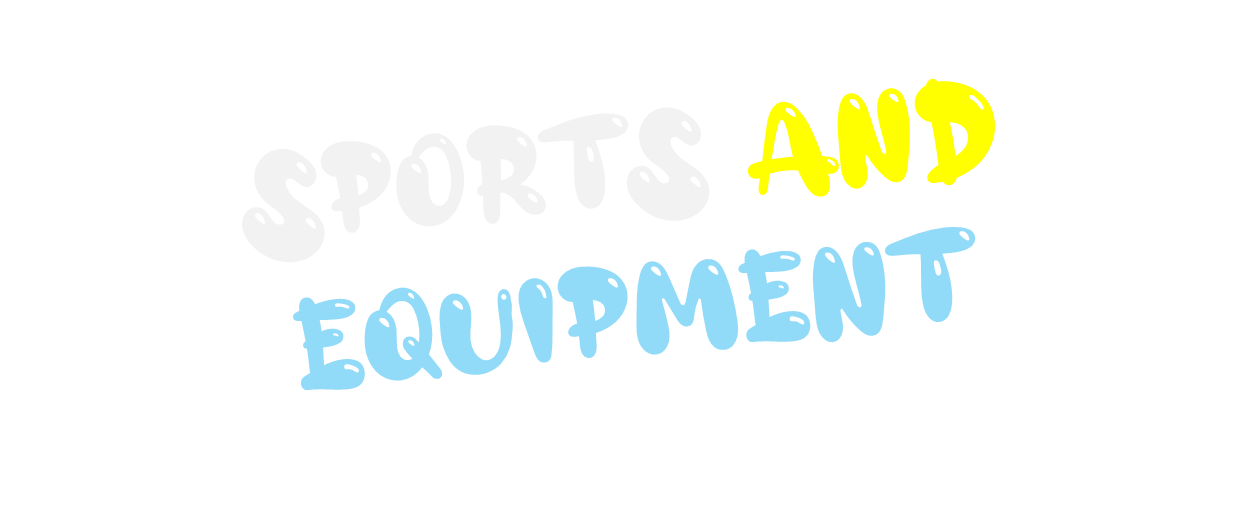 SPORTS AND
EQUIPMENT